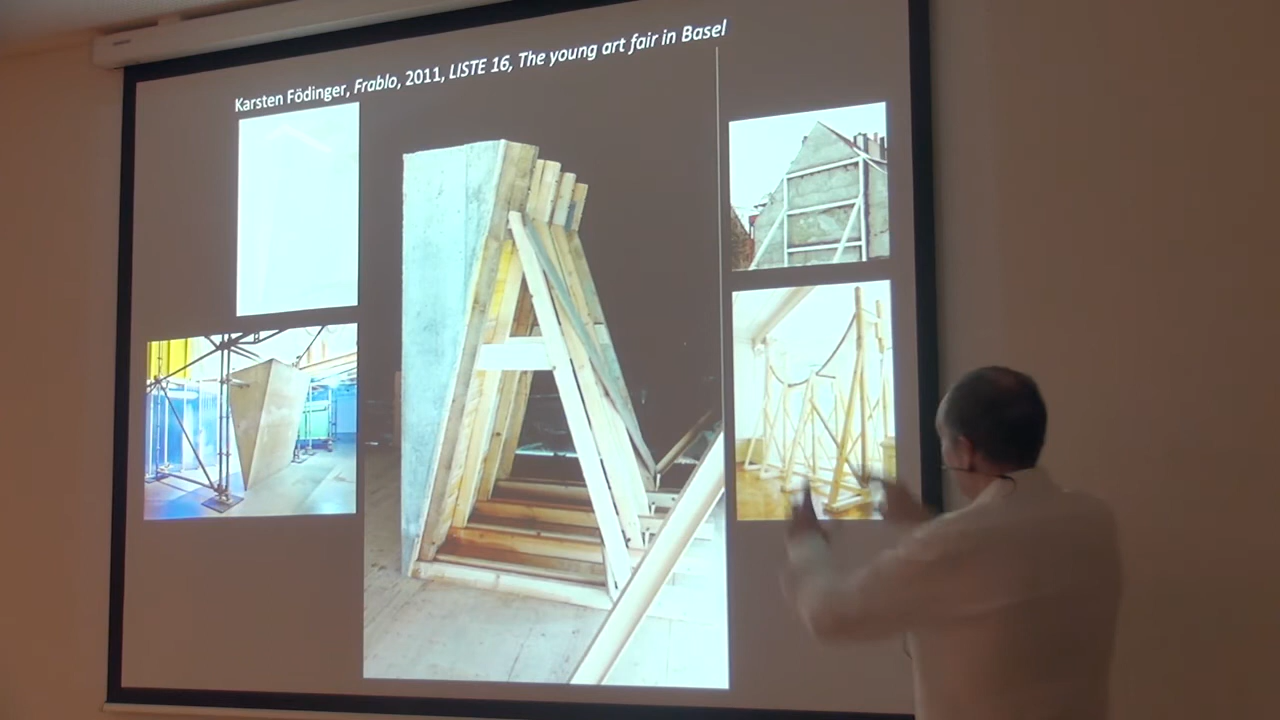 Karsten Födinger, Frablo, 2011, LISTE 16, The young art fair in Basel